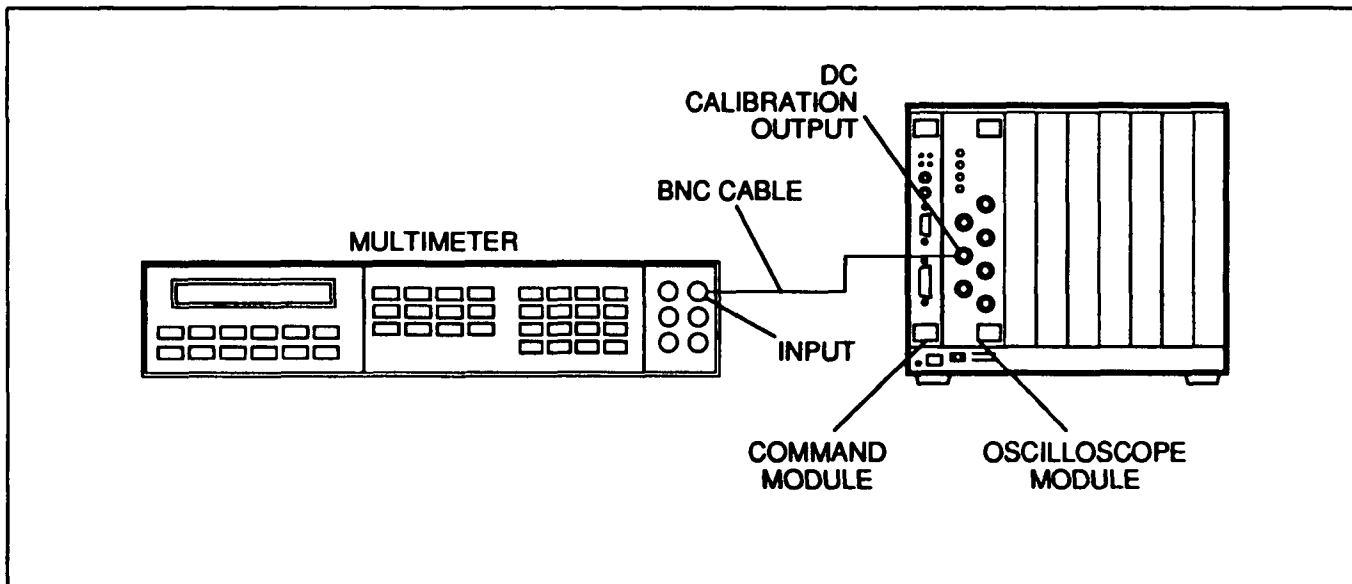 DC
CALIBRATION
OUTPUT
BNC CABLE
MULTIMETER
INPUT
COMMAND
MODULE
OSCILLOSCOPE
MODULE